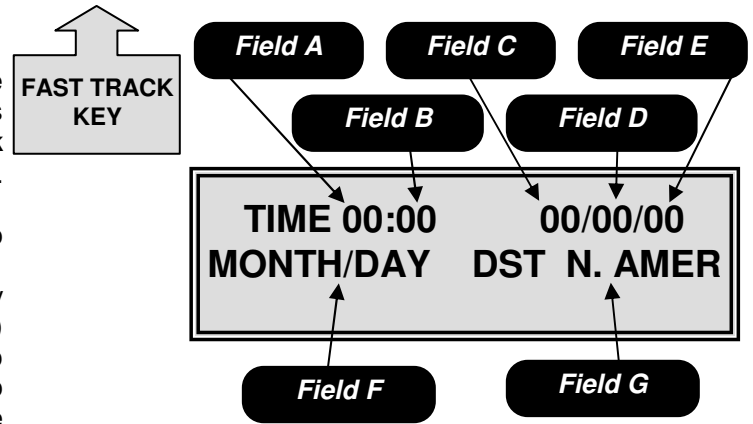 Field A
Field C
Field E
FAST TRACK
KEY
Field B
Field D
TIME 00:00 00/00/00
MONTH/DAY DST N. AMER
Field F
Field G